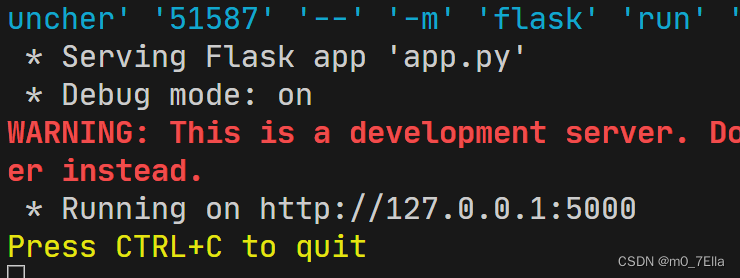 uncher' '51587' '--' '-m' 'flask' 'run' '
 * Serving Flask app 'app.py'
 * Debug mode: on
WARNING: This is a development server. Do
er instead.
 * Running on http://127.0.0.1:5000
Press CTRL+C to quit
CSDN @m0_7Ella